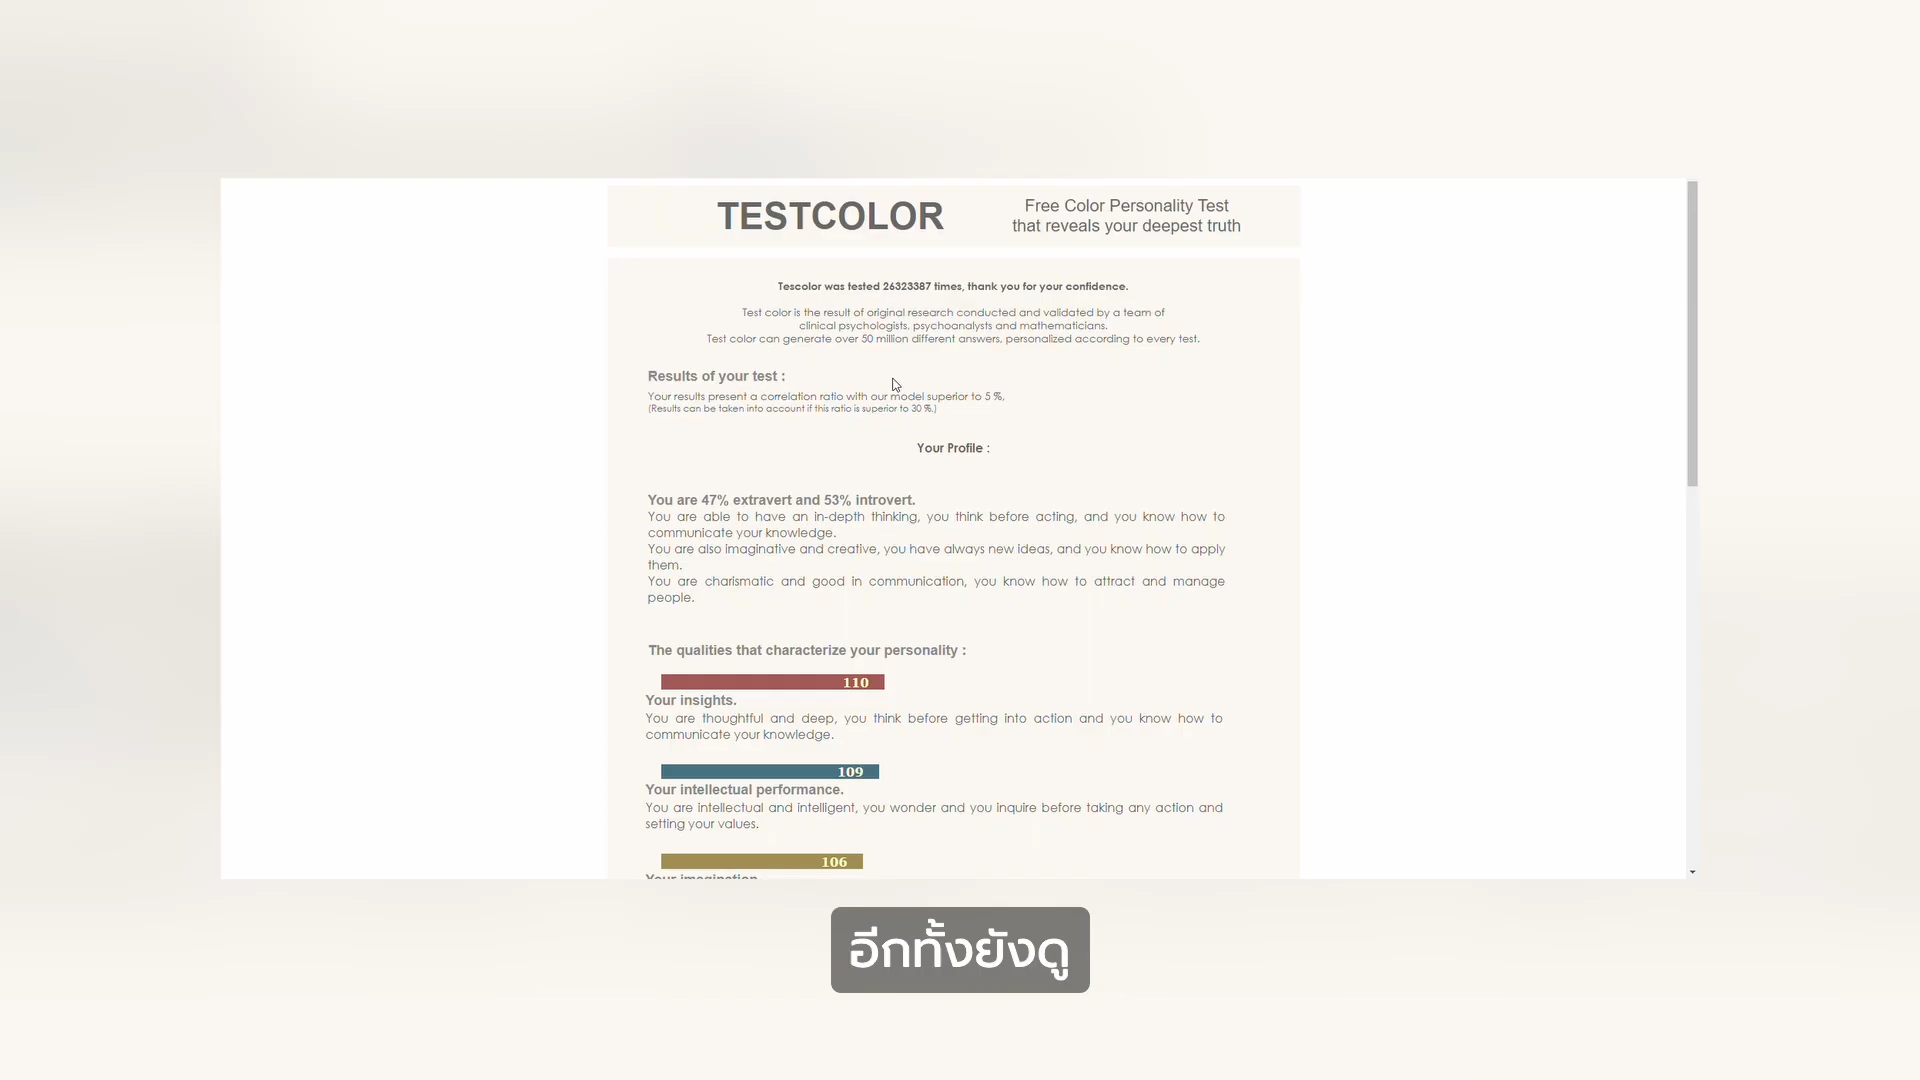 TESTCOLOR
Free Color Personality Test
that reveals your deepest truth
Tescolor was tested 26323387 times, thank you for your confidence.
Test color is the result of original research conducted and validated by a team of
clinical psychologists, psychoanalysts and mathematicians.
Test color can generate over 50 million different answers, personalized according to every test.
Results of your test :
Your results present a correlation ratio with our model superior to 5 %,
(Results can be taken into account if this ratio is superior to 30 %.)
Your Profile :
You are 47% extravert and 53% introvert.
You are able to have an in-depth thinking, you think before acting, and you know how to
communicate your knowledge.
You are also imaginative and creative, you have always new ideas, and you know how to apply
them.
You are charismatic and good in communication, you know how to attract and manage
people.
The qualities that characterize your personality :
110
Your insights.
You are thoughtful and deep, you think before getting into action and you know how to
communicate your knowledge.
109
Your intellectual performance.
You are intellectual and intelligent, you wonder and you inquire before taking any action and
setting your values.
106
Your imagination
อีกทั้งยังดู